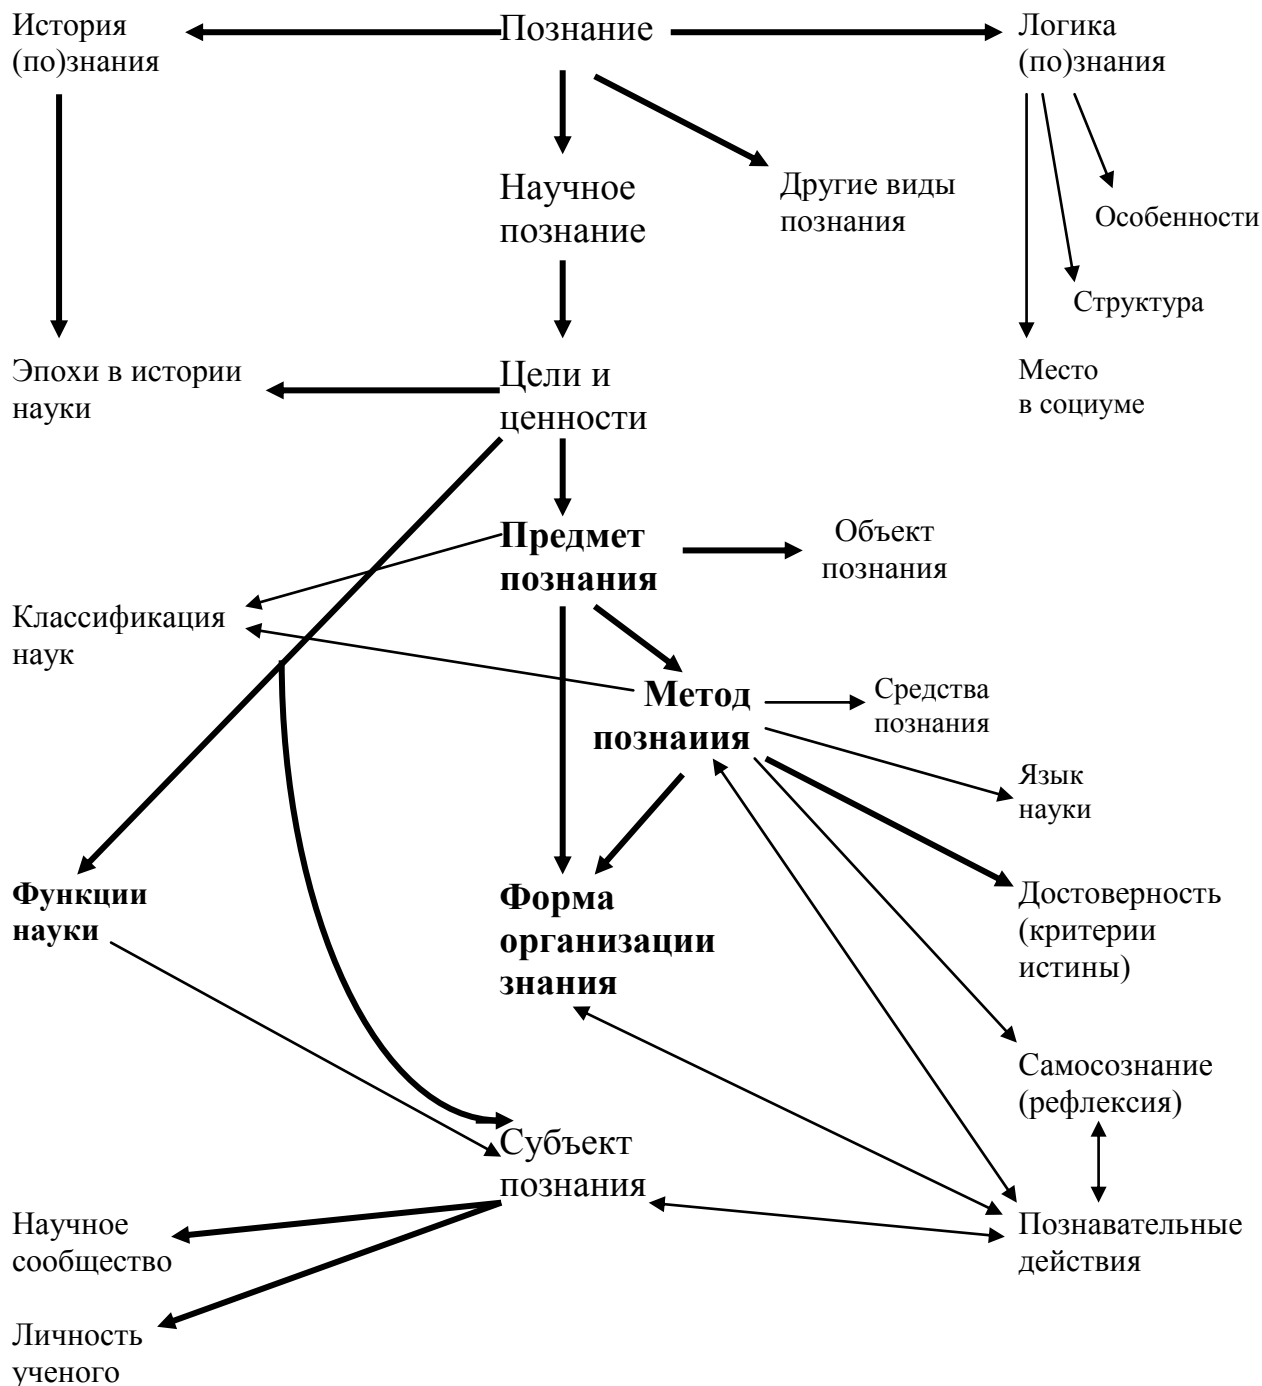 История
(по)знания
Познание
Логика
(по)знания
Научное
познание
Другие виды
познания
Особенности
Структура
Эпохи в истории
науки
Цели и
ценности
Место
в социуме
Предмет
познания
Объект
познания
Классификация
наук
Метод
познаиия
Средства
познания
Язык
науки
Функции
науки
Форма
организации
знания
Достоверность
(критерии
истины)
Самосознание
(рефлексия)
Субъект
познания
Научное
сообщество
Познавательные
действия
Личность
ученого